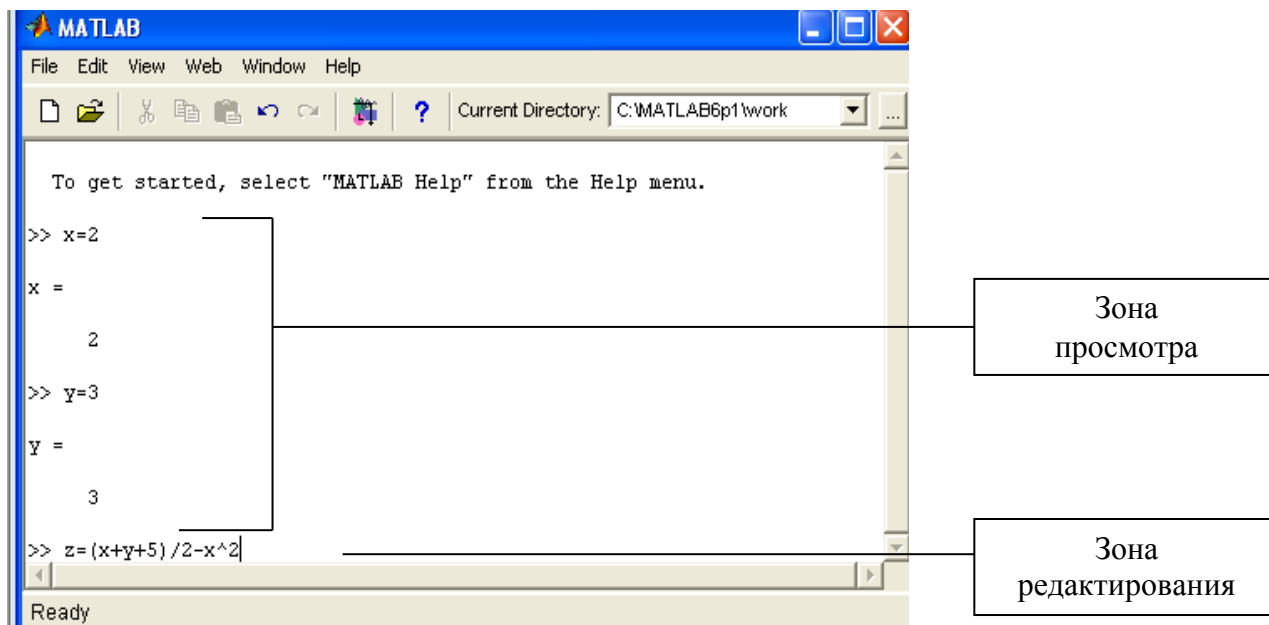 MATLAB
File Edit View Web Window Help
? Current Directory: C:\MATLAB6p1\work ...
To get started, select "MATLAB Help" from the Help menu.
>> x=2
x =
2
>> y=3
y =
3
>> z=(x+y+5)/2-x^2
Ready
Зона
просмотра
Зона
редактирования